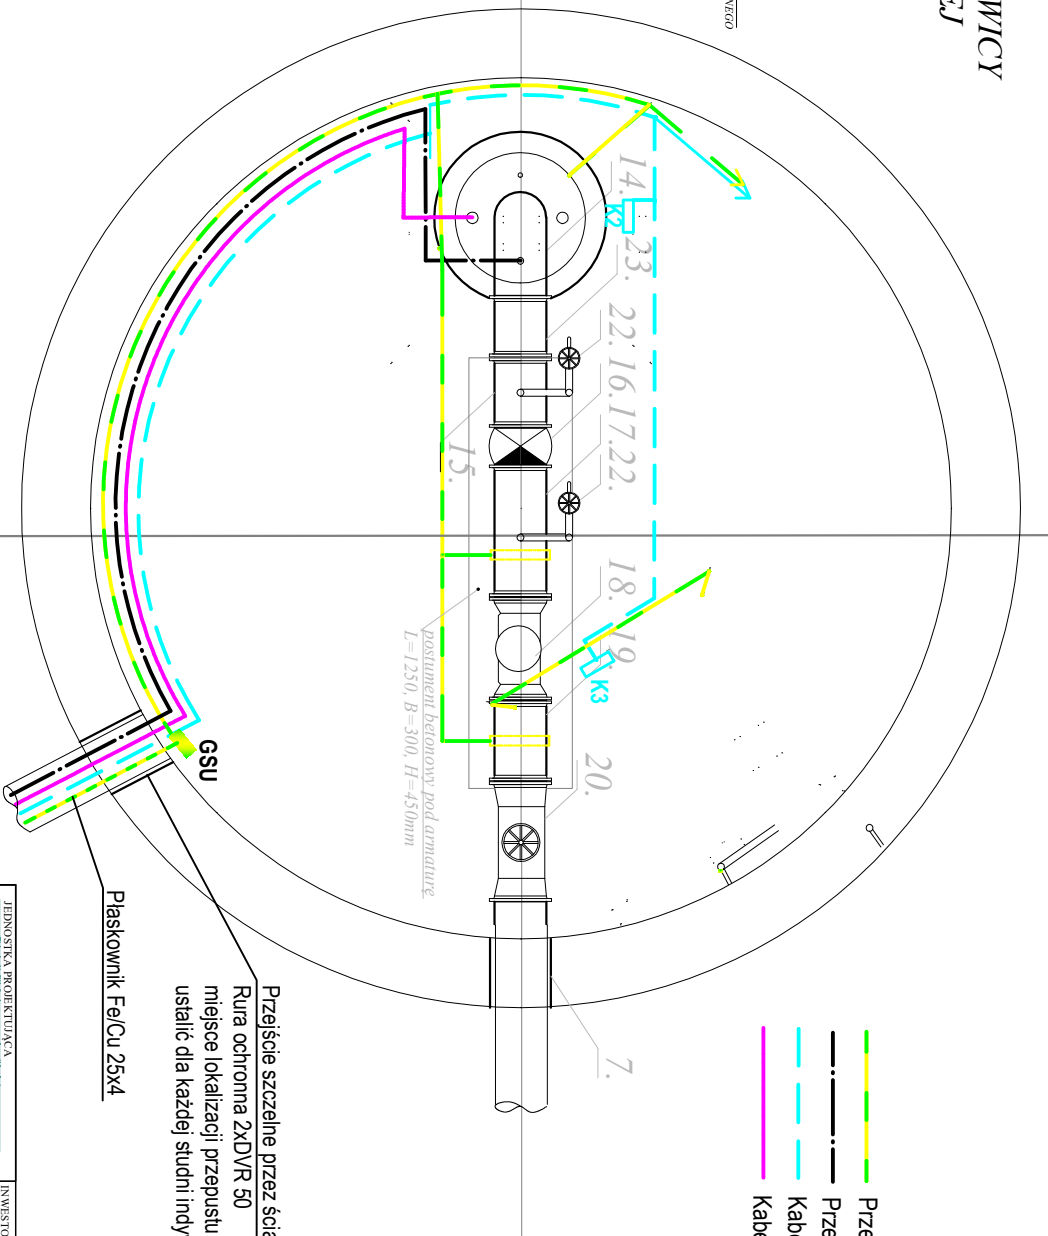 WICY
EJ
NEGO
14.
23.
22.
16.
17.
22.
15.
18.
19.
20.
7.
K2
K3
GSU
postument betonowy pod armaturę
L=1250, B=300, H=450mm
Płaskownik Fe/Cu 25x4
Przejście szczelne przez ścia
Rura ochronna 2xDVR 50
miejsce lokalizacji przepustu
ustalić dla każdej studni indy
Prze
Prze
Kabe
Kabe
JEDNOSTKA PROJEKTUJĄCA
INWESTO